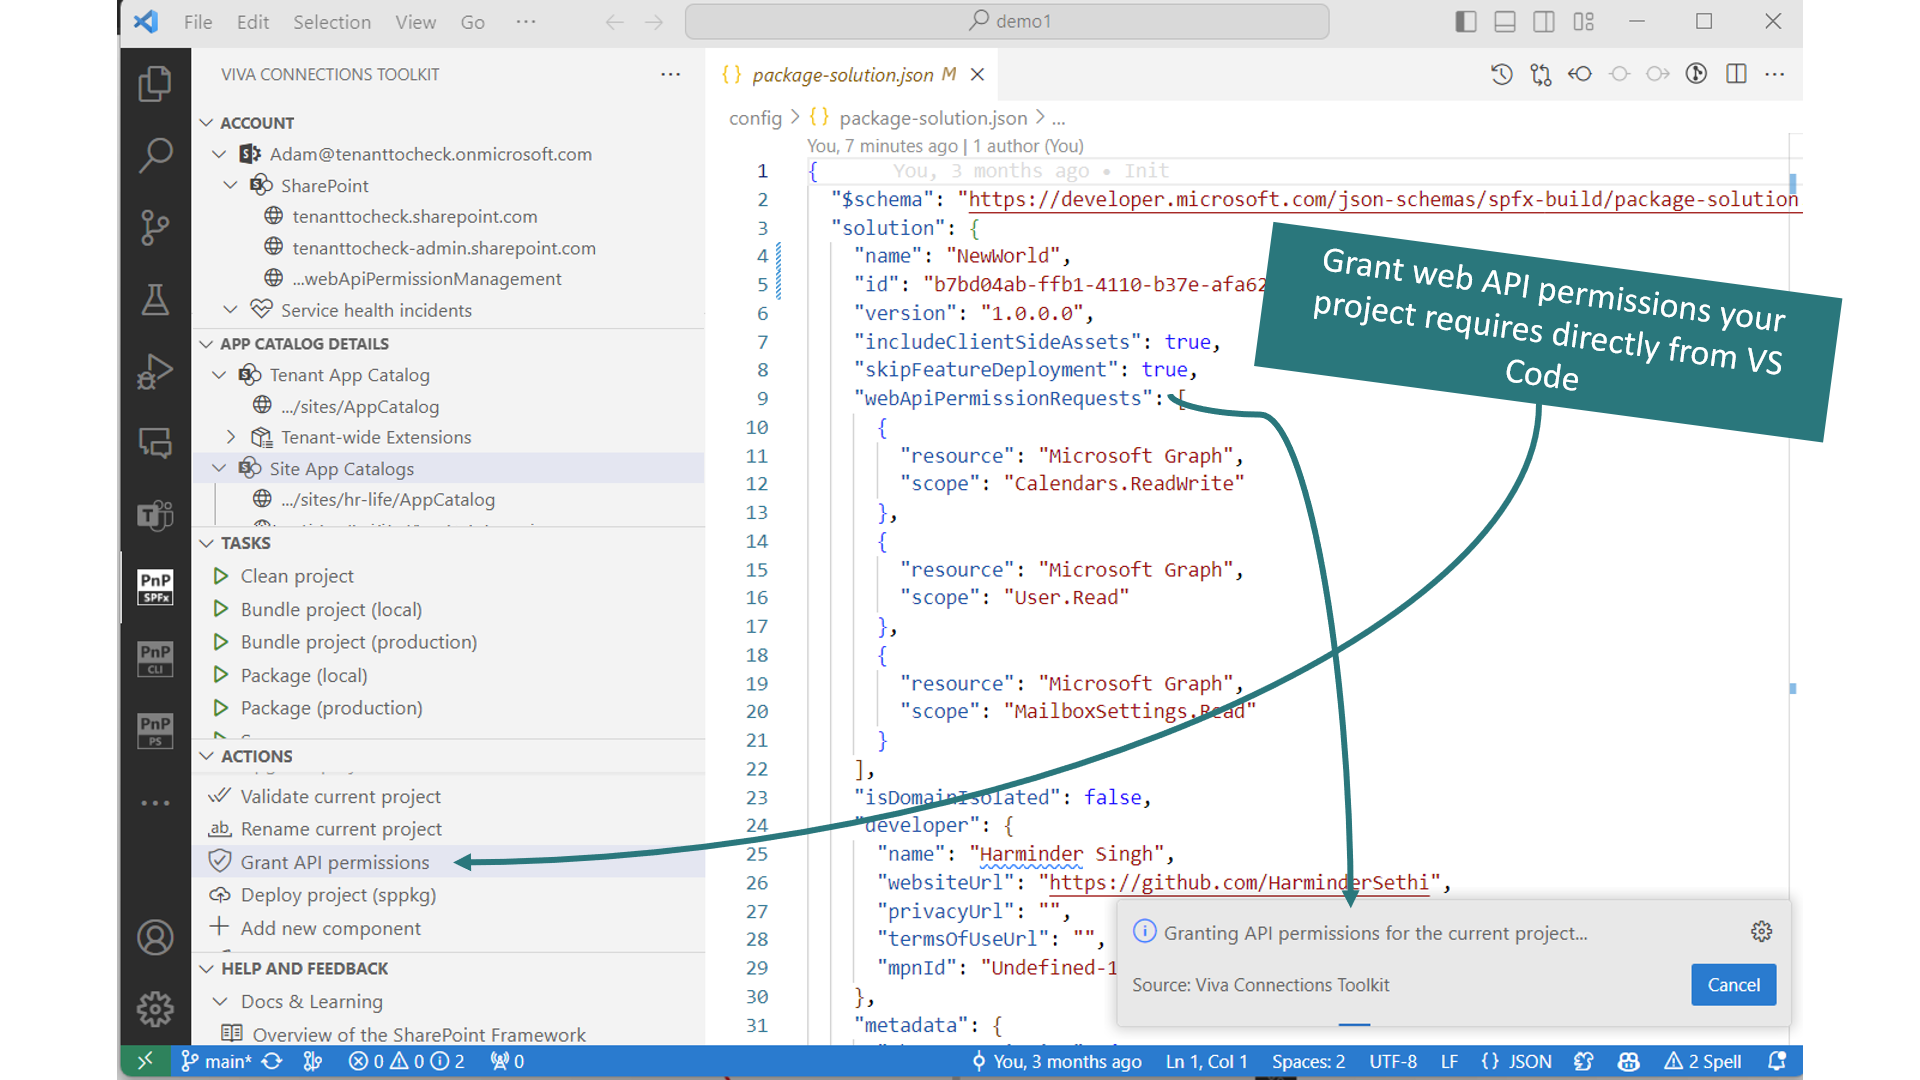 File Edit Selection View Go ...
demo1
VIVA CONNECTIONS TOOLKIT
ACCOUNT
Adam@tenanttocheck.onmicrosoft.com
SharePoint
tenanttocheck.sharepoint.com
tenanttocheck-admin.sharepoint.com
...webApiPermissionManagement
Service health incidents
APP CATALOG DETAILS
Tenant App Catalog
.../sites/AppCatalog
Tenant-wide Extensions
Site App Catalogs
.../sites/hr-life/AppCatalog
TASKS
Clean project
Bundle project (local)
Bundle project (production)
Package (local)
Package (production)
ACTIONS
Validate current project
Rename current project
Grant API permissions
Deploy project (sppkg)
Add new component
HELP AND FEEDBACK
Docs & Learning
Overview of the SharePoint Framework
PnP
SPFx
PnP
CLI
PnP
PS
{} package-solution.json M
config > {} package-solution.json > ...
You, 7 minutes ago | 1 author (You)
1 { You, 3 months ago • Init
2 "$schema": "https://developer.microsoft.com/json-schemas/spfx-build/package-solution
3 "solution": {
4 "name": "NewWorld",
5 "id": "b7bd04ab-ffb1-4110-b37e-afa62
6 "version": "1.0.0.0",
7 "includeClientSideAssets": true,
8 "skipFeatureDeployment": true,
9 "webApiPermissionRequests": [
10 {
11 "resource": "Microsoft Graph",
12 "scope": "Calendars.ReadWrite"
13 },
14 {
15 "resource": "Microsoft Graph",
16 "scope": "User.Read"
17 },
18 {
19 "resource": "Microsoft Graph",
20 "scope": "MailboxSettings.Read"
21 }
22 ],
23 "isDomainIsolated": false,
24 "developer": {
25 "name": "Harminder Singh",
26 "websiteUrl": "https://github.com/HarminderSethi",
27 "privacyUrl": "",
28 "termsOfUseUrl": "",
29 "mpnId": "Undefined-1
30 },
31 "metadata": {
Grant web API permissions your
project requires directly from VS
Code
Granting API permissions for the current project...
Source: Viva Connections Toolkit
Cancel
main* 0 0 2 0 You, 3 months ago Ln 1, Col 1 Spaces: 2 UTF-8 LF {} JSON 2 Spell